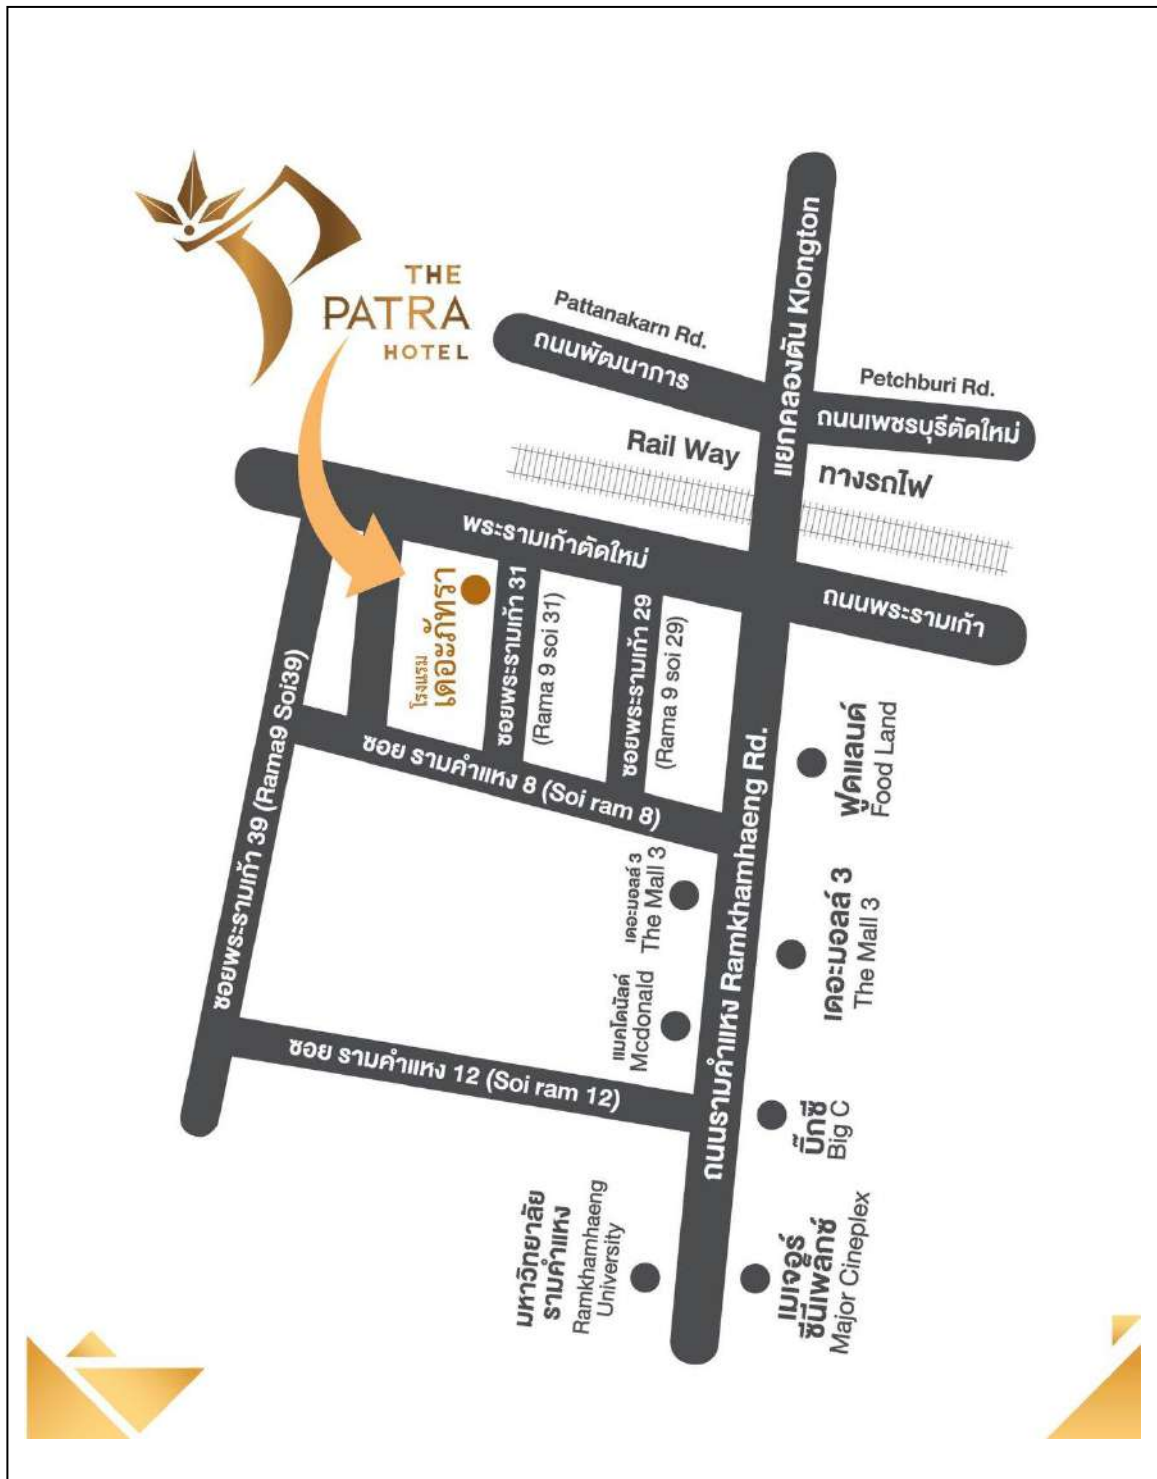 THE
PATRA
HOTEL
แยกคลองตัน Klongton
Pattanakarn Rd.
ถนนพัฒนาการ
Petchburi Rd.
ถนนเพชรบุรีตัดใหม่
Rail Way
ทางรถไฟ
พระรามเก้าตัดใหม่
ถนนพระรามเก้า
โรงแรม
เดอะภัทรา
ซอยพระรามเก้า 31
(Rama 9 soi 31)
ซอยพระรามเก้า 29
(Rama 9 soi 29)
ซอยพระรามเก้า 39 (Rama9 Soi39)
ซอย รามคำแหง 8 (Soi ram 8)
ถนนรามคำแหง Ramkhamhaeng Rd.
ฟูดแลนด์
Food Land
เดอะมอลล์ 3
The Mall 3
เดอะมอลล์ 3
The Mall 3
แมคโดนัลด์
Mcdonald
ซอย รามคำแหง 12 (Soi ram 12)
บิ๊กซี
Big C
มหาวิทยาลัย
รามคำแหง
Ramkhamhaeng
University
เมเจอร์
ซีนีเพล็กซ์
Major Cineplex